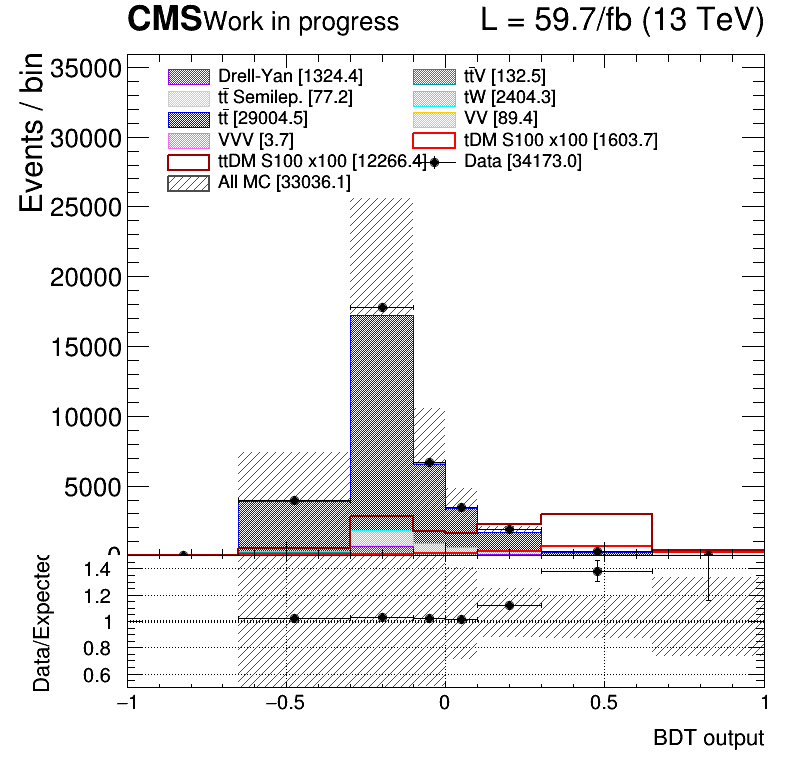 CMS Work in progress L = 59.7/fb (13 TeV)
Events / bin
35000
30000
25000
20000
15000
10000
5000
0
Drell-Yan [1324.4]
tt̄V [132.5]
tt̄ Semilep. [77.2]
tW [2404.3]
tt̄ [29004.5]
VV [89.4]
VVV [3.7]
tDM S100 x100 [1603.7]
ttDM S100 x100 [12266.4]
Data [34173.0]
All MC [33036.1]
Data/Expected
1.4
1.2
1
0.8
0.6
−1
−0.5
0
0.5
1
BDT output